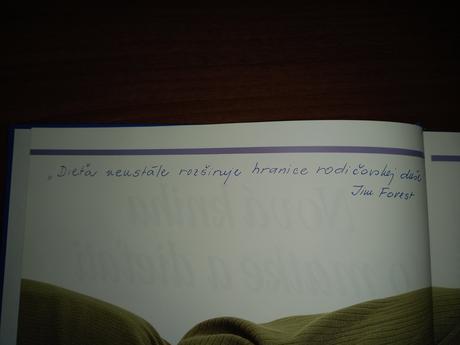 „Dieťa neustále rozširuje hranice rodičovskej duše
Jim Forest